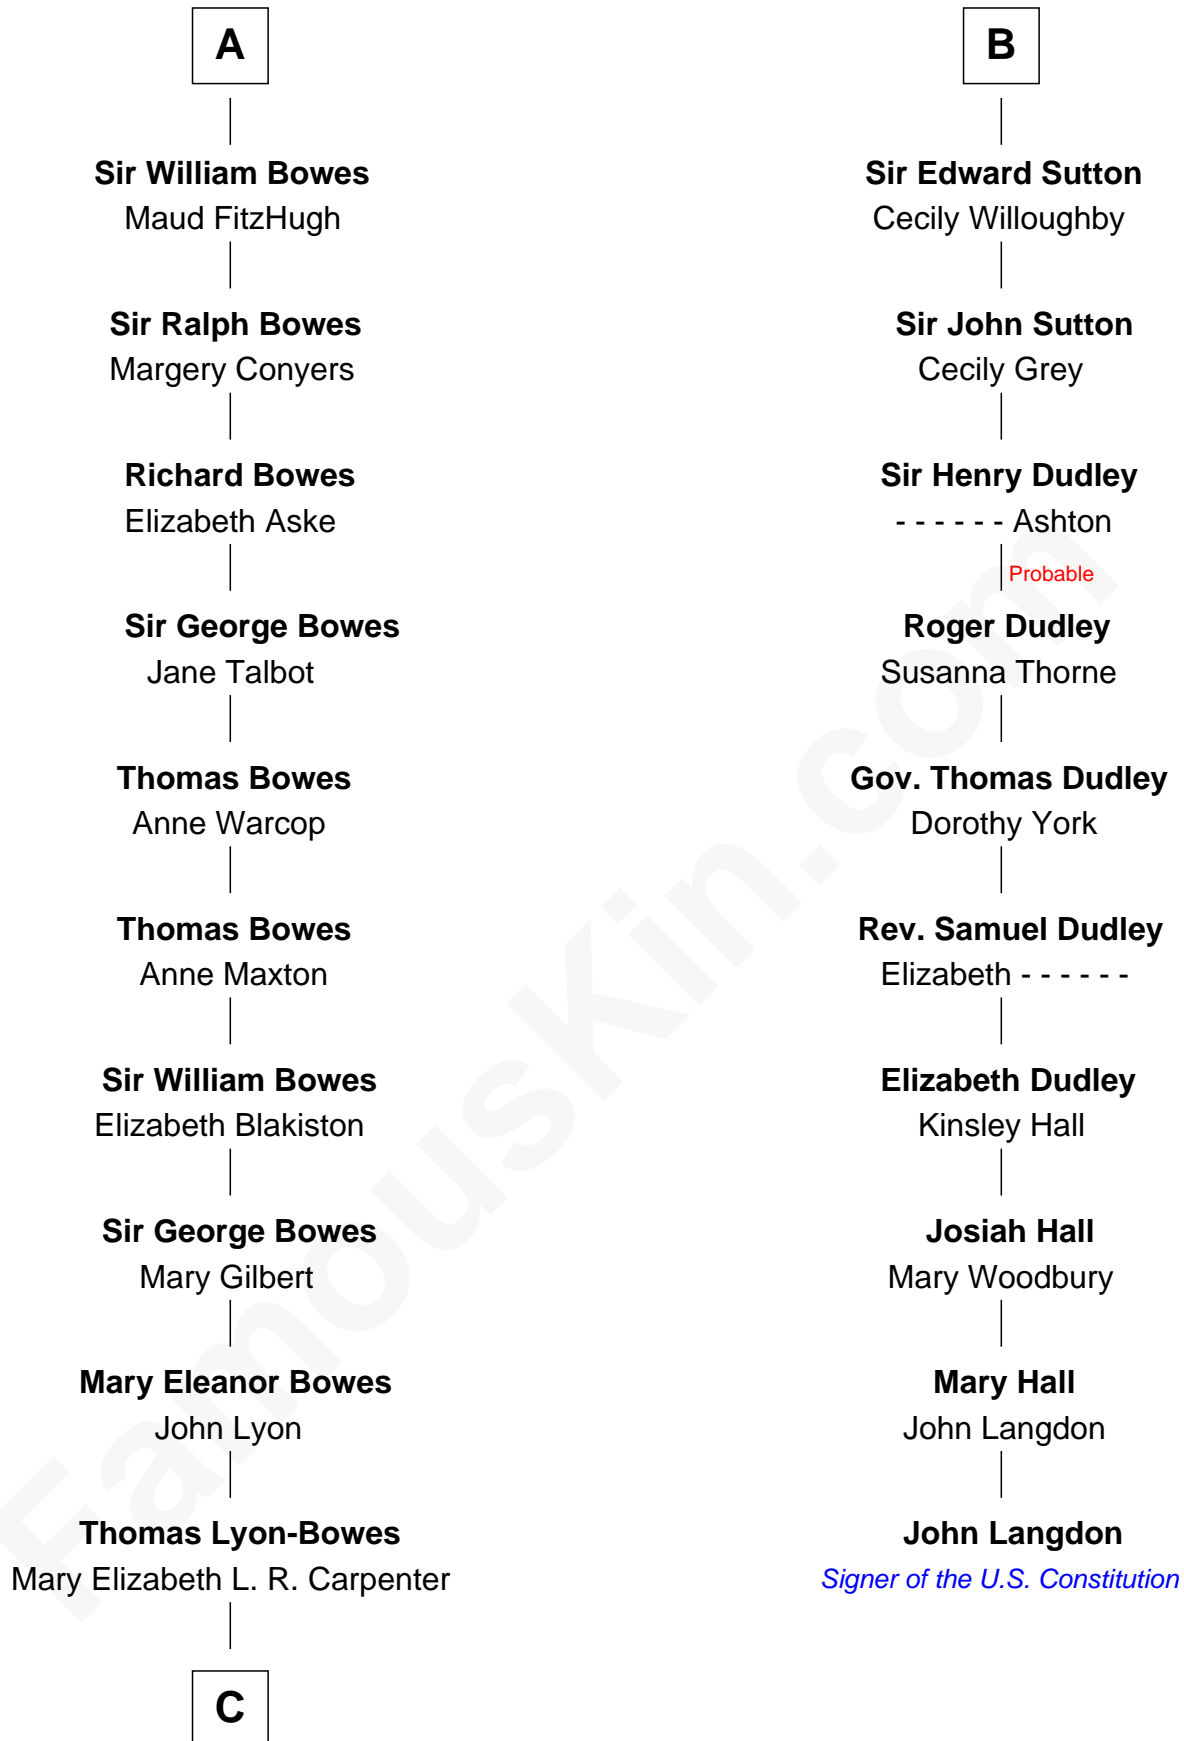 A
Sir William Bowes
Maud FitzHugh
Sir Ralph Bowes
Margery Conyers
Richard Bowes
Elizabeth Aske
Sir George Bowes
Jane Talbot
Thomas Bowes
Anne Warcop
Thomas Bowes
Anne Maxton
Sir William Bowes
Elizabeth Blakiston
Sir George Bowes
Mary Gilbert
Mary Eleanor Bowes
John Lyon
Thomas Lyon-Bowes
Mary Elizabeth L. R. Carpenter
C
B
Sir Edward Sutton
Cecily Willoughby
Sir John Sutton
Cecily Grey
Sir Henry Dudley
- - - - - - Ashton
Probable
Roger Dudley
Susanna Thorne
Gov. Thomas Dudley
Dorothy York
Rev. Samuel Dudley
Elizabeth - - - - - -
Elizabeth Dudley
Kinsley Hall
Josiah Hall
Mary Woodbury
Mary Hall
John Langdon
John Langdon
Signer of the U.S. Constitution
FamousKin.com